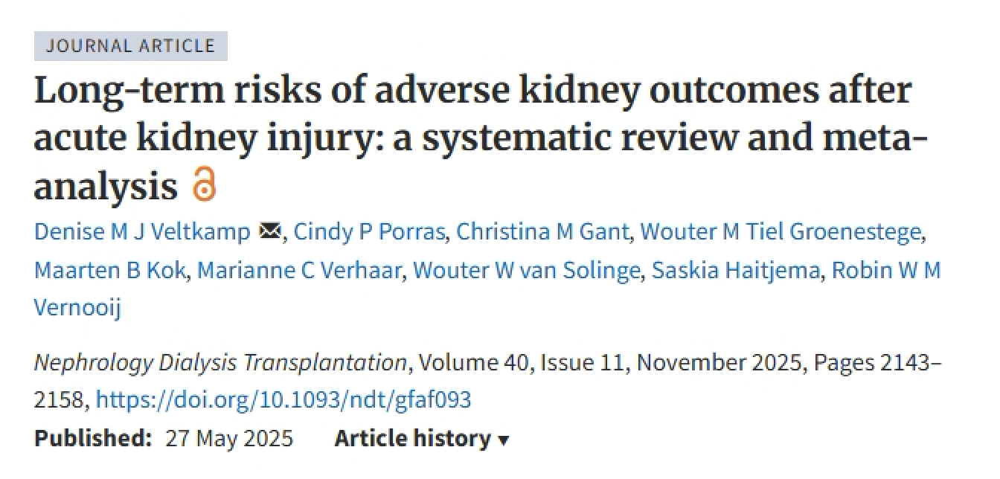 JOURNAL ARTICLE
Long-term risks of adverse kidney outcomes after
acute kidney injury: a systematic review and meta-
analysis
Denise M J Veltkamp, Cindy P Porras, Christina M Gant, Wouter M Tiel Groenestege,
Maarten B Kok, Marianne C Verhaar, Wouter W van Solinge, Saskia Haitjema, Robin W M
Vernooij
Nephrology Dialysis Transplantation, Volume 40, Issue 11, November 2025, Pages 2143–
2158, https://doi.org/10.1093/ndt/gfaf093
Published: 27 May 2025 Article history ▾